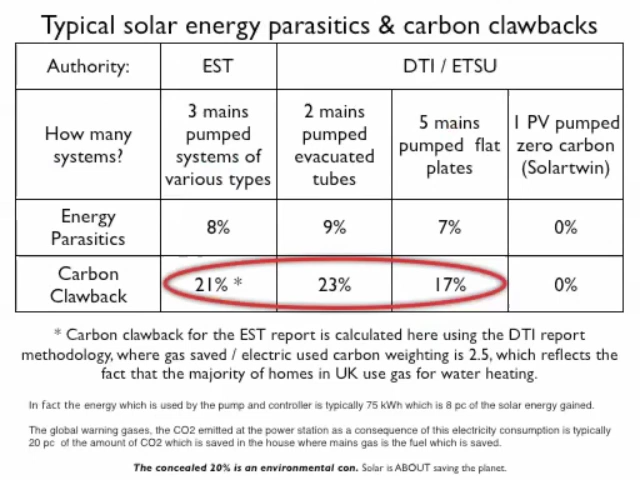 Typical solar energy parasitics & carbon clawbacks
Authority: EST DTI / ETSU
How many systems? 3 mains pumped systems of various types 2 mains pumped evacuated tubes 5 mains pumped flat plates 1 PV pumped zero carbon (Solartwin)
Energy Parasitics 8% 9% 7% 0%
Carbon Clawback 21% * 23% 17% 0%
* Carbon clawback for the EST report is calculated here using the DTI report
methodology, where gas saved / electric used carbon weighting is 2.5, which reflects the
fact that the majority of homes in UK use gas for water heating.
In fact the energy which is used by the pump and controller is typically 75 kWh which is 8 pc of the solar energy gained.
The global warning gases, the CO2 emitted at the power station as a consequence of this electricity consumption is typically
20 pc of the amount of CO2 which is saved in the house where mains gas is the fuel which is saved.
The concealed 20% is an environmental con. Solar is ABOUT saving the planet.